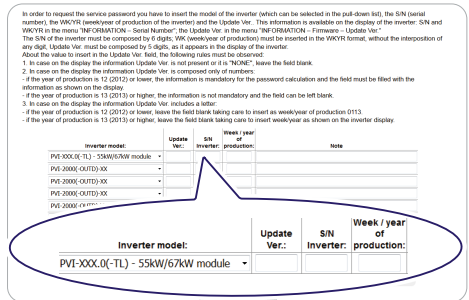 In order to request the service password you have to insert the model of the inverter (which can be selected in the pull-down list), the S/N (serial
number), the WK/YR (week/year of production of the inverter) and the Update Ver.. This information is available on the display of the inverter: S/N and
WK/YR in the menu "INFORMATION – Serial Number"; the Update Ver. in the menu "INFORMATION – Firmware – Update Ver."
The S/N of the inverter must be composed by 6 digits; WK (week/year of production) must be inserted in the WKYR format, without the interposition of
any digit, Update Ver. must be composed by 5 digits, as it appears in the display of the inverter.
About the value to insert in the Update Ver. field, the following rules must be observed:
1. In case on the display the information Update Ver. is not present or it is "NONE", leave the field blank.
2. In case on the display the information Update Ver. is composed only of numbers:
- if the year of production is 12 (2012) or lower, the information is mandatory for the password calculation and the field must be filled with the
information as shown on the display.
- if the year of production is 13 (2013) or higher, the information is not mandatory and the field can be left blank.
3. In case on the display the information Update Ver. includes a letter:
- if the year of production is 12 (2012) or lower, leave the field blank taking care to insert as week/year of production 0113.
- if the year of production is 13 (2013) or higher, leave the field blank taking care to insert week/year as shown on the inverter display.
Inverter model: Update Ver.: S/N Inverter: Week / year of production: Note
PVI-XXX.0(-TL) - 55kW/67kW module
PVI-2000(-OUTD)-XX
PVI-2000(-OUTD)-XX
PVI-2000(-OUTD)-XX
PVI-2000(-OUT
Inverter model: Update Ver.: S/N Inverter: Week / year of production:
PVI-XXX.0(-TL) - 55kW/67kW module